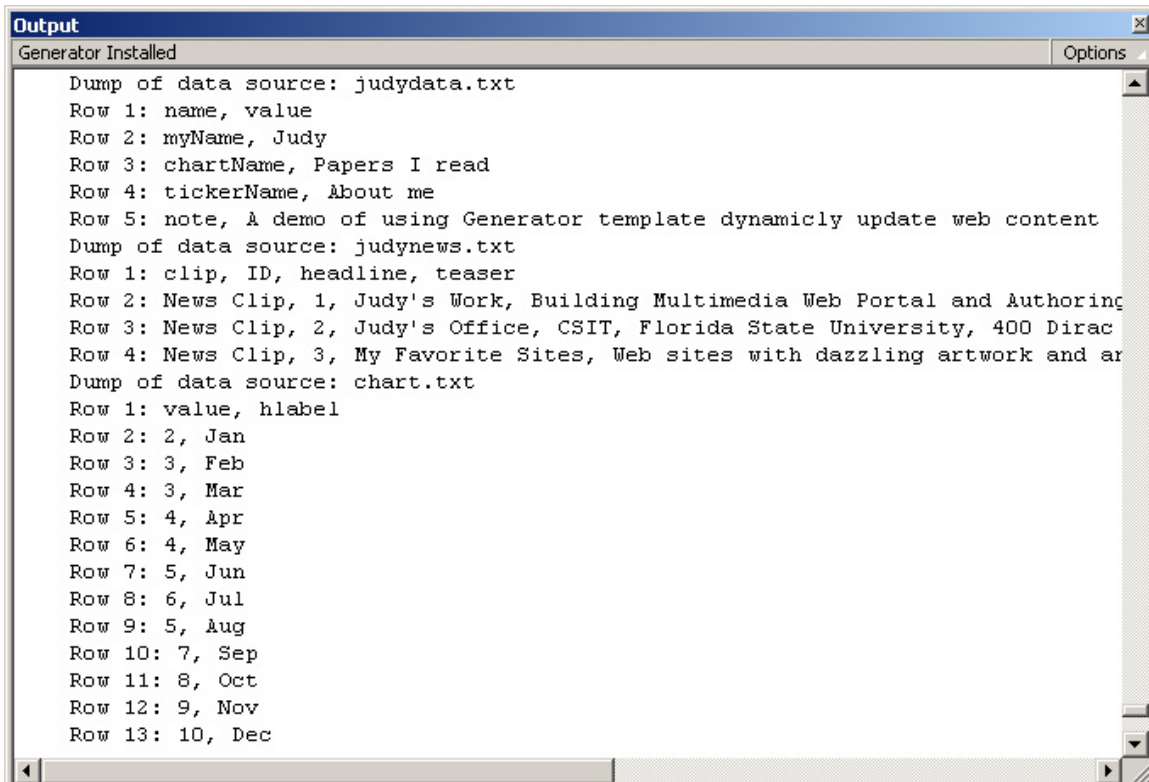 Output
Generator Installed
Options
Dump of data source: judydata.txt
Row 1: name, value
Row 2: myName, Judy
Row 3: chartName, Papers I read
Row 4: tickerName, About me
Row 5: note, A demo of using Generator template dynamicly update web content
Dump of data source: judynews.txt
Row 1: clip, ID, headline, teaser
Row 2: News Clip, 1, Judy's Work, Building Multimedia Web Portal and Authoring
Row 3: News Clip, 2, Judy's Office, CSIT, Florida State University, 400 Dirac
Row 4: News Clip, 3, My Favorite Sites, Web sites with dazzling artwork and
Dump of data source: chart.txt
Row 1: value, hlabel
Row 2: 2, Jan
Row 3: 3, Feb
Row 4: 3, Mar
Row 5: 4, Apr
Row 6: 4, May
Row 7: 5, Jun
Row 8: 6, Jul
Row 9: 5, Aug
Row 10: 7, Sep
Row 11: 8, Oct
Row 12: 9, Nov
Row 13: 10, Dec